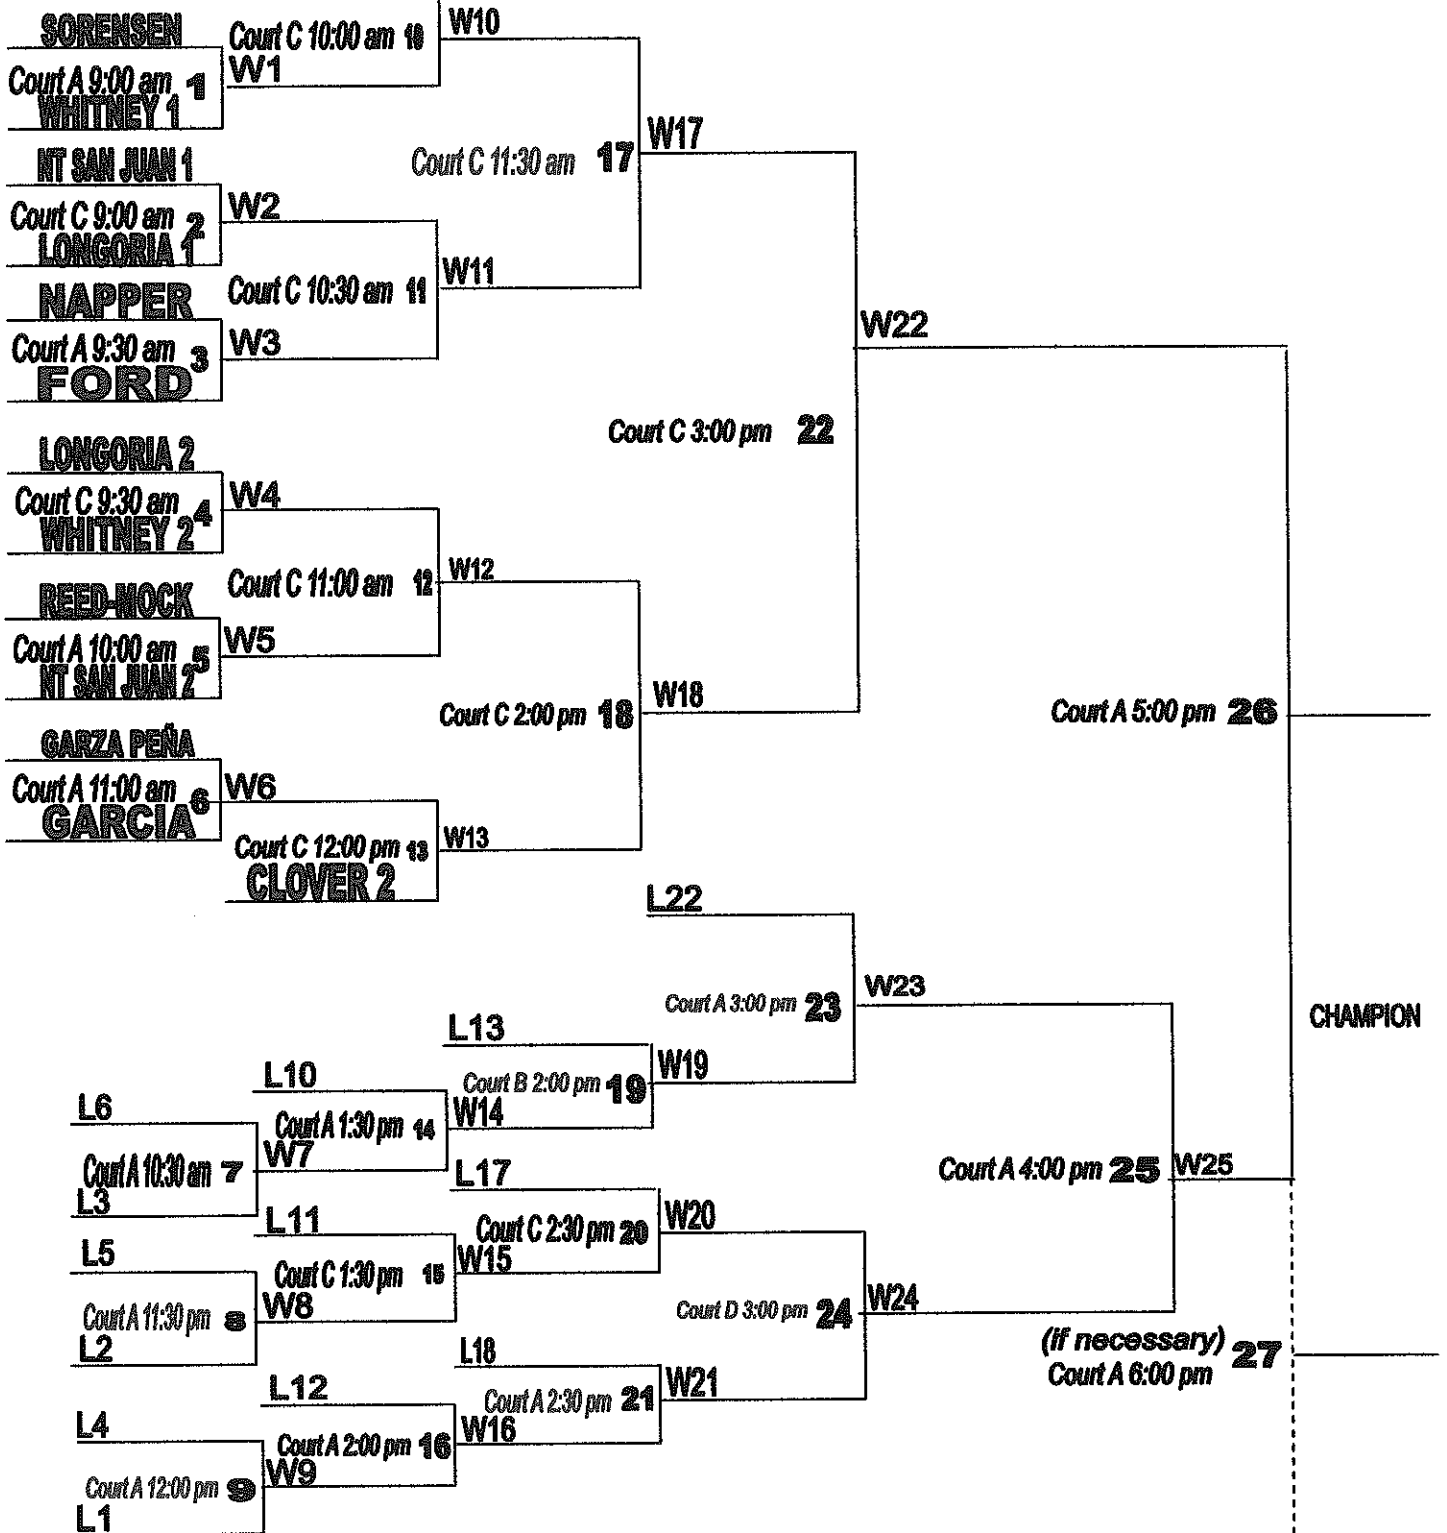 SORENSEN
Court C 10:00 am 10
W10
Court A 9:00 am 1
W1
WHITNEY 1
NT SAN JUAN 1
Court C 11:30 am 17
W17
Court C 9:00 am 2
W2
LONGORIA 1
NAPPER
Court C 10:30 am 11
W11
Court A 9:30 am 3
W3
FORD
W22
LONGORIA 2
Court C 3:00 pm 22
Court C 9:30 am 4
W4
WHITNEY 2
REED-MOCK
Court C 11:00 am 12
W12
Court A 10:00 am 5
W5
NT SAN JUAN 2
Court C 2:00 pm 18
W18
Court A 5:00 pm 26
GARZA PEÑA
Court A 11:00 am 6
W6
GARCIA
Court C 12:00 pm 13
W13
CLOVER 2
L22
Court A 3:00 pm 23
W23
CHAMPION
L13
Court B 2:00 pm 19
W19
L10
L6
Court A 1:30 pm 14
W14
Court A 10:30 am 7
W7
L3
L17
Court A 4:00 pm 25
W25
L11
Court C 2:30 pm 20
W20
L5
Court C 1:30 pm 15
W15
Court A 11:30 pm 8
W8
L2
Court D 3:00 pm 24
W24
(if necessary) 27
Court A 6:00 pm
L18
L12
Court A 2:30 pm 21
W21
L4
Court A 2:00 pm 16
W16
Court A 12:00 pm 9
W9
L1